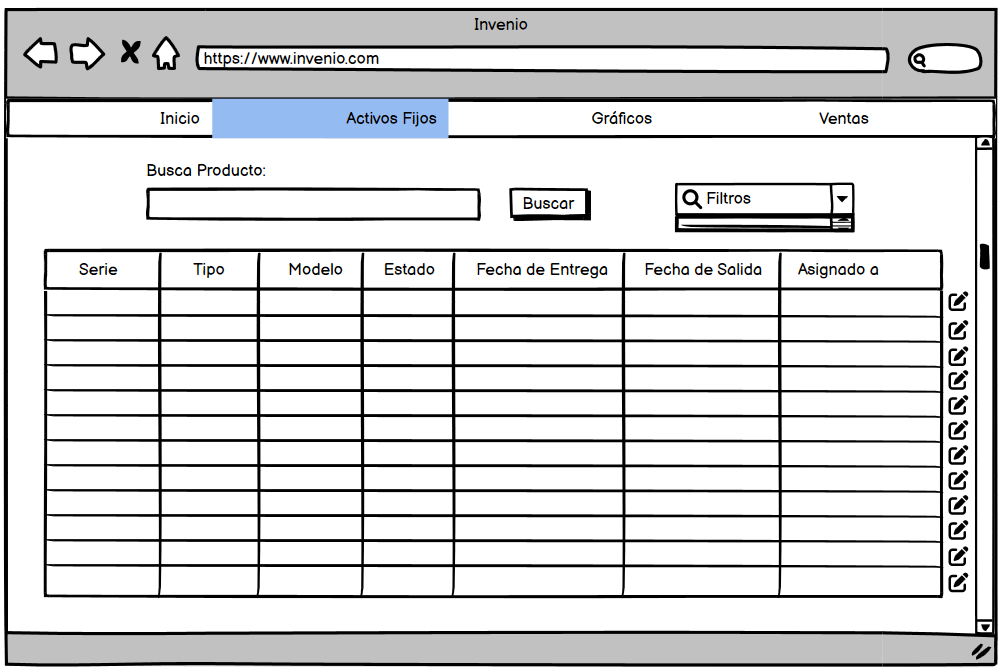 Invenio
https://www.invenio.com
Inicio Activos Fijos Gráficos Ventas
Busca Producto:
Buscar
Filtros
Serie Tipo Modelo Estado Fecha de Entrega Fecha de Salida Asignado a